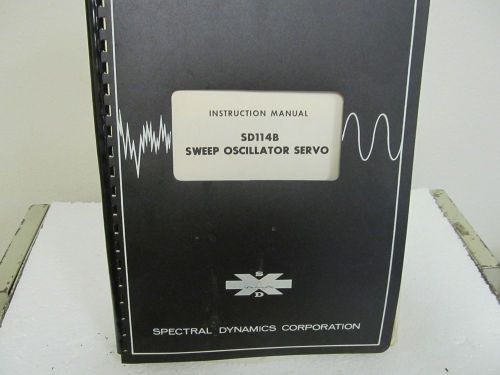 INSTRUCTION MANUAL
SD114B
SWEEP OSCILLATOR SERVO
S
D
SPECTRAL DYNAMICS CORPORATION